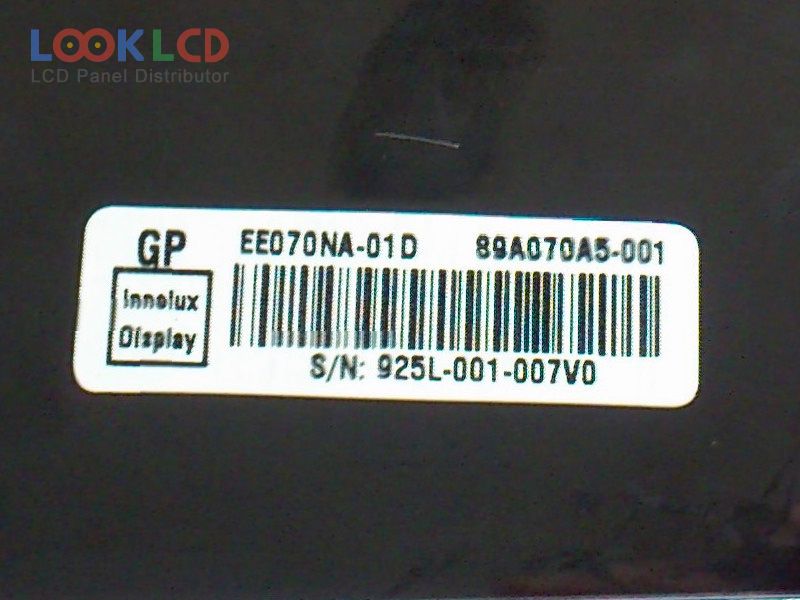 LOOKLCD
LCD Panel Distributor
GP EE070NA-01D 89A070A5-001
Innolux
Display
S/N: 925L-001-007V0